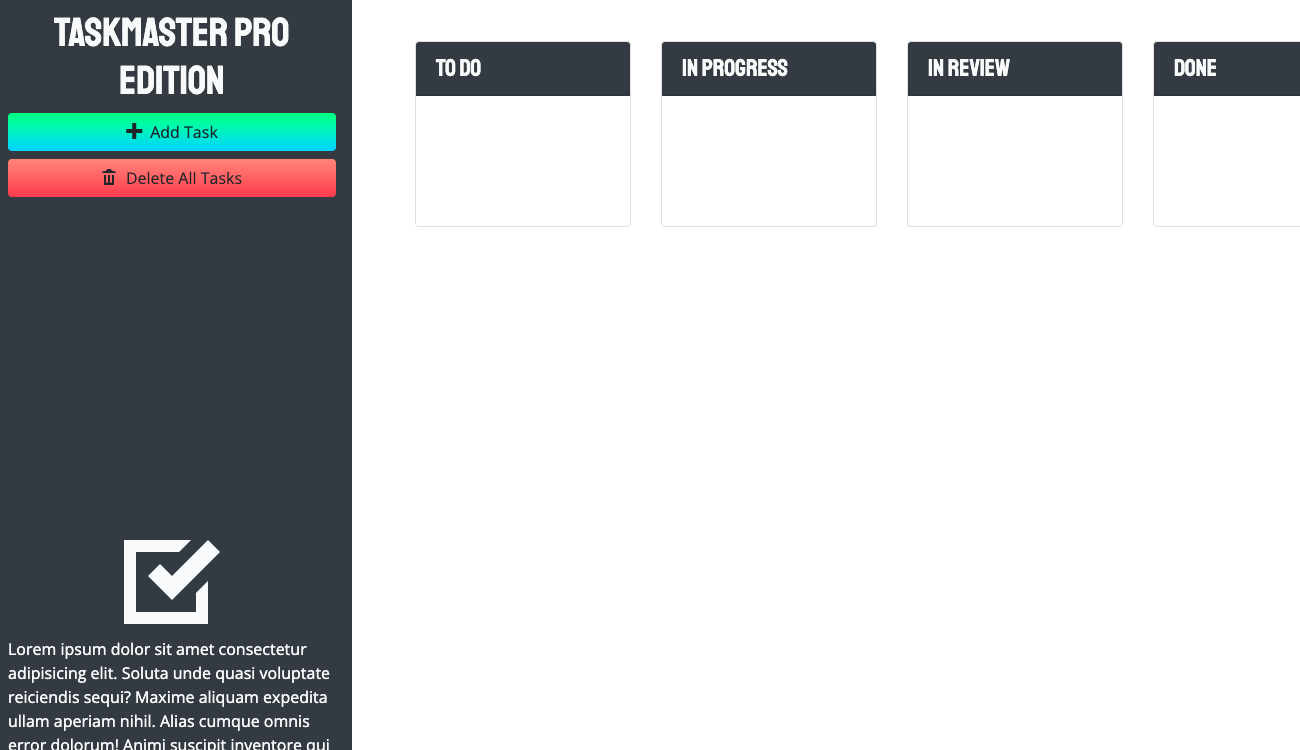 TASKMASTER PRO
EDITION
Add Task
Delete All Tasks
TO DO
IN PROGRESS
IN REVIEW
DONE
Lorem ipsum dolor sit amet consectetur
adipisicing elit. Soluta unde quasi voluptate
reiciendis sequi? Maxime aliquam expedita
ullam aperiam nihil. Alias cumque omnis
error dolorum! Animi suscipit inventore qui